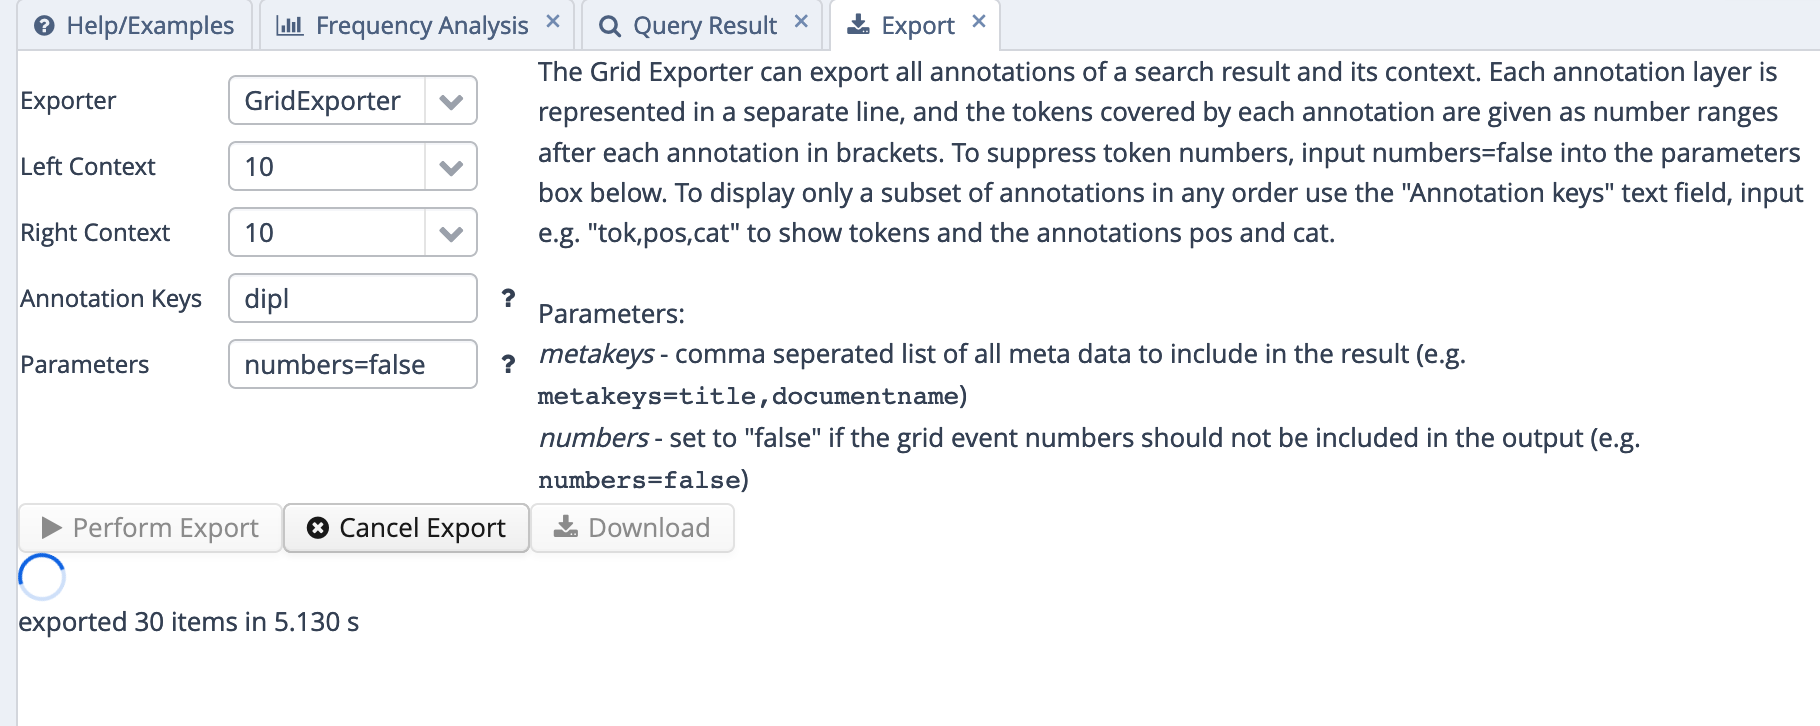 Help/Examples
Frequency Analysis
Query Result
Export
Exporter
GridExporter
Left Context
10
Right Context
10
Annotation Keys
dipl
?
Parameters
numbers=false
?
The Grid Exporter can export all annotations of a search result and its context. Each annotation layer is
represented in a separate line, and the tokens covered by each annotation are given as number ranges
after each annotation in brackets. To suppress token numbers, input numbers=false into the parameters
box below. To display only a subset of annotations in any order use the "Annotation keys" text field, input
e.g. "tok,pos,cat" to show tokens and the annotations pos and cat.
Parameters:
metakeys - comma seperated list of all meta data to include in the result (e.g.
metakeys=title,documentname)
numbers - set to "false" if the grid event numbers should not be included in the output (e.g.
numbers=false)
Perform Export
Cancel Export
Download
exported 30 items in 5.130 s